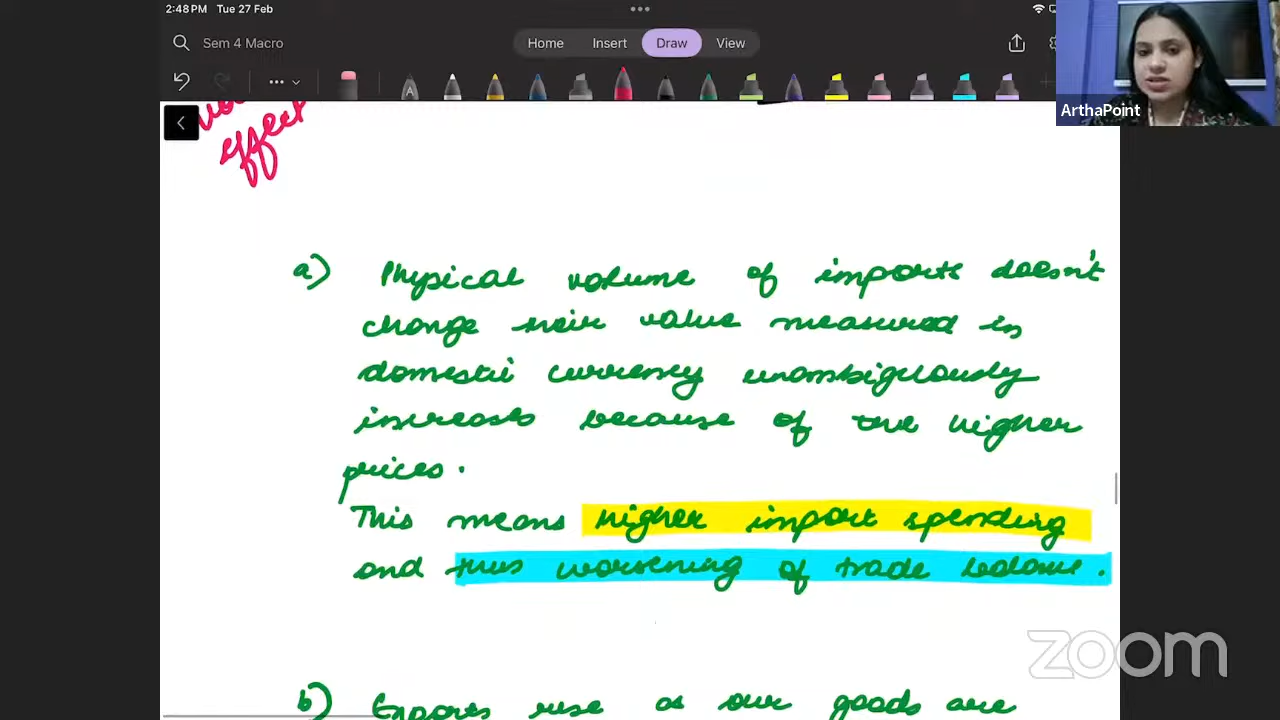 2:48 PM Tue 27 Feb
Sem 4 Macro
Home Insert Draw View
ArthaPoint
effect
a) Physical volume of imports doesn't
change their value measured in
domestic currency unambiguously
increases because of the higher
prices.
This means higher import spending
and thus worsening of trade balance.
zoom
b) Exports rise as our goods are